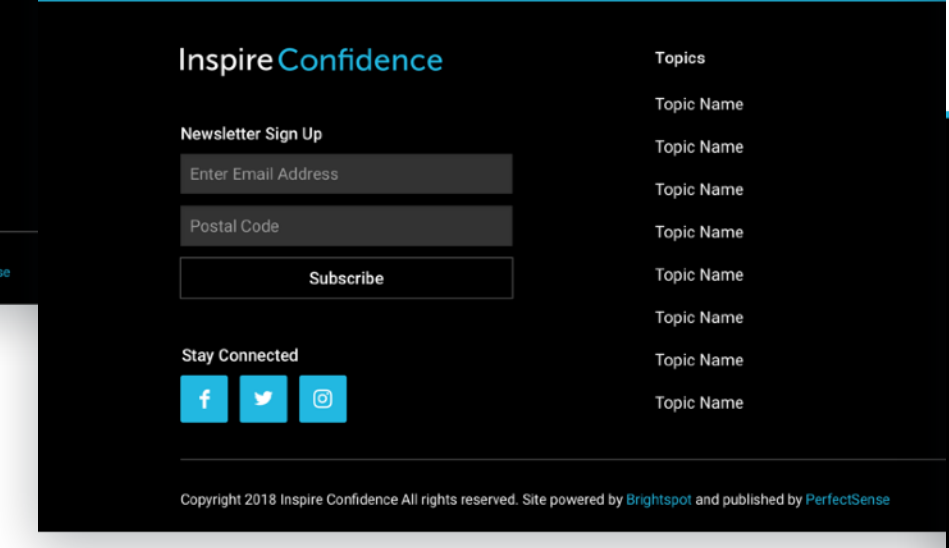 InspireConfidence
Newsletter Sign Up
Enter Email Address
Postal Code
Subscribe
Stay Connected
Topics
Topic Name
Topic Name
Topic Name
Topic Name
Topic Name
Topic Name
Topic Name
Topic Name
Copyright 2018 Inspire Confidence All rights reserved. Site powered by Brightspot and published by PerfectSense